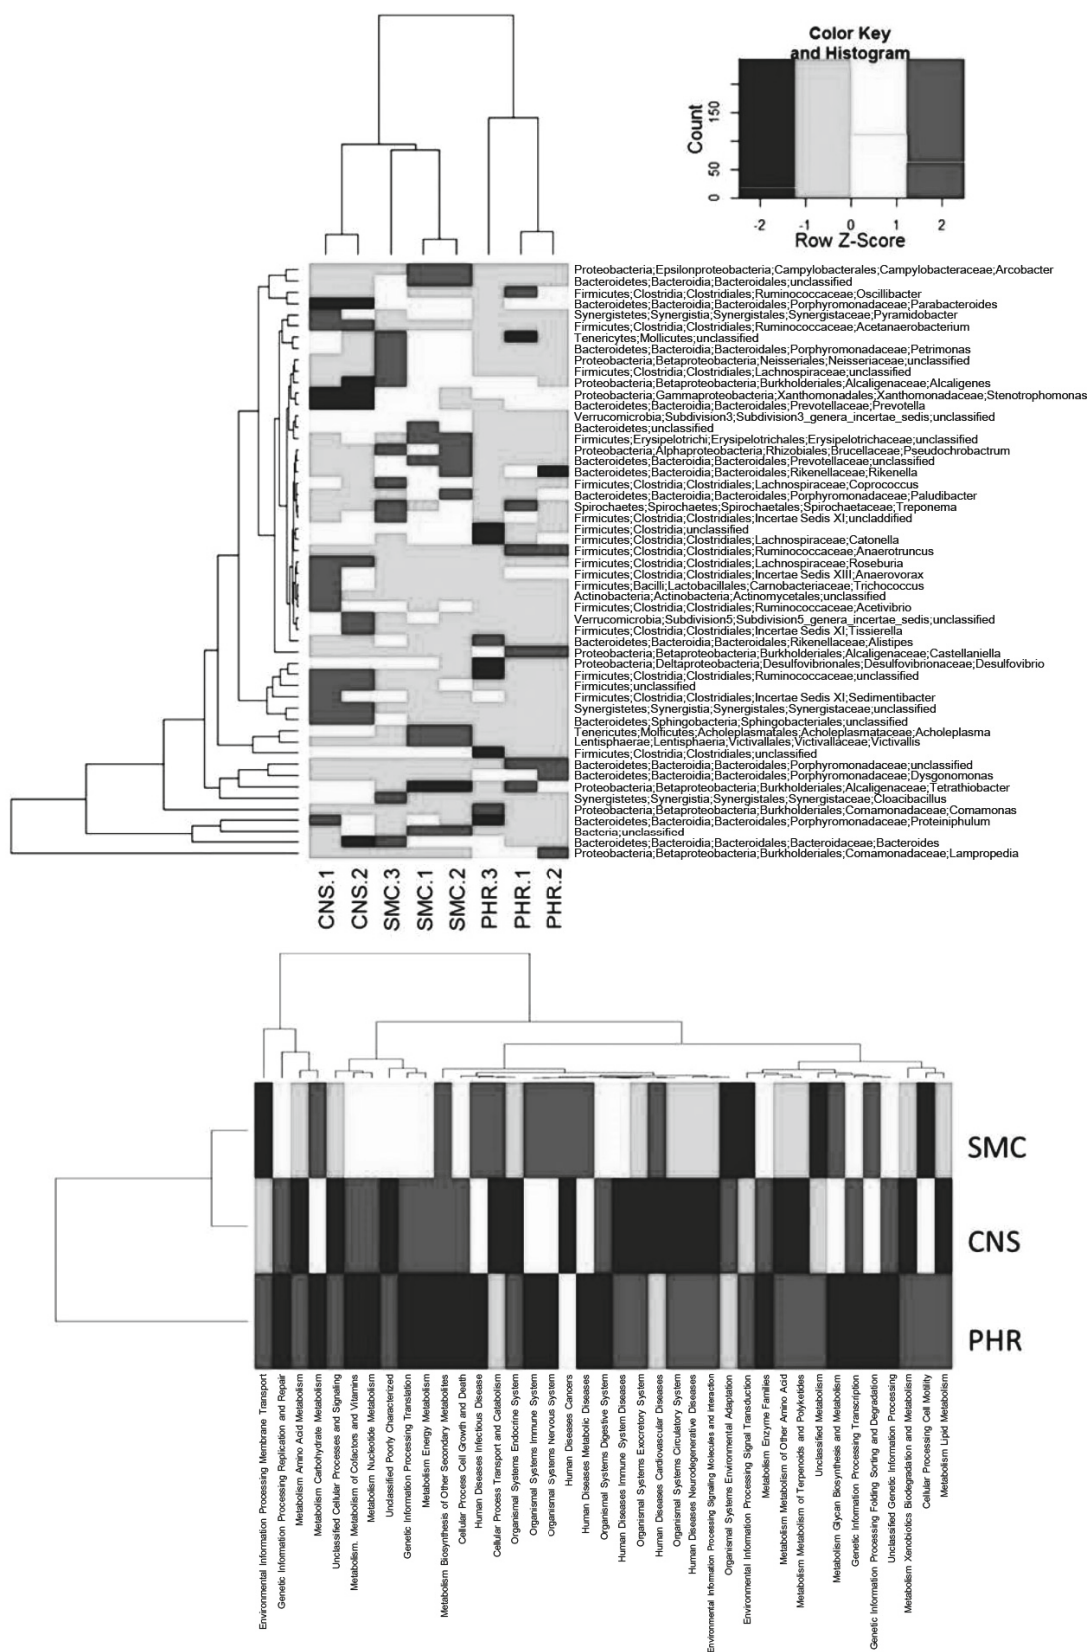 Color Key
and Histogram
Count
0
50
150
-2
-1
0
1
2
Row Z-Score
Proteobacteria;Epsilonproteobacteria;Campylobacterales;Campylobacteraceae;Arcobacter
Bacteroidetes;Bacteroidia;Bacteroidales;unclassified
Firmicutes;Clostridia;Clostridiales;Ruminococcaceae;Oscillibacter
Bacteroidetes;Bacteroidia;Bacteroidales;Porphyromonadaceae;Parabacteroides
Synergistetes;Synergistia;Synergistales;Synergistaceae;Pyramidobacter
Firmicutes;Clostridia;Clostridiales;Ruminococcaceae;Acetanaerobacterium
Tenericytes;Mollicutes;unclassified
Bacteroidetes;Bacteroidia;Bacteroidales;Porphyromonadaceae;Petrimonas
Proteobacteria;Betaproteobacteria;Neisseriales;Neisseriaceae;unclassified
Firmicutes;Clostridia;Clostridiales;Lachnospiraceae;unclassified
Proteobacteria;Betaproteobacteria;Burkholderiales;Alcaligenaceae;Alcaligenes
Proteobacteria;Gammaproteobacteria;Xanthomonadales;Xanthomonadaceae;Stenotrophomonas
Bacteroidetes;Bacteroidia;Bacteroidales;Prevotellaceae;Prevotella
Verrucomicrobia;Subdivision3;Subdivision3_genera_incertae_sedis;unclassified
Bacteroidetes;unclassified
Firmicutes;Erysipelotrichi;Erysipelotrichales;Erysipelotrichaceae;unclassified
Proteobacteria;Alphaproteobacteria;Rhizobiales;Brucellaceae;Pseudochrobactrum
Bacteroidetes;Bacteroidia;Bacteroidales;Prevotellaceae;unclassified
Bacteroidetes;Bacteroidia;Bacteroidales;Rikenellaceae;Rikenella
Firmicutes;Clostridia;Clostridiales;Lachnospiraceae;Coprococcus
Bacteroidetes;Bacteroidia;Bacteroidales;Porphyromonadaceae;Paludibacter
Spirochaetes;Spirochaetes;Spirochaetales;Spirochaetaceae;Treponema
Firmicutes;Clostridia;Clostridiales;Incertae Sedis XI;uncladdified
Firmicutes;Clostridia;unclassified
Firmicutes;Clostridia;Clostridiales;Lachnospiraceae;Catonella
Firmicutes;Clostridia;Clostridiales;Ruminococcaceae;Anaerotruncus
Firmicutes;Clostridia;Clostridiales;Lachnospiraceae;Roseburia
Firmicutes;Clostridia;Clostridiales;Incertae Sedis XIII;Anaerovorax
Firmicutes;Bacilli;Lactobacillales;Carnobacteriaceae;Trichococcus
Actinobacteria;Actinobacteria;Actinomycetales;unclassified
Firmicutes;Clostridia;Clostridiales;Ruminococcaceae;Acetivibrio
Verrucomicrobia;Subdivision5;Subdivision5_genera_incertae_sedis;unclassified
Firmicutes;Clostridia;Clostridiales;Incertae Sedis XI;Tissierella
Bacteroidetes;Bacteroidia;Bacteroidales;Rikenellaceae;Alistipes
Proteobacteria;Betaproteobacteria;Burkholderiales;Alcaligenaceae;Castellaniella
Proteobacteria;Deltaproteobacteria;Desulfovibrionales;Desulfovibrionaceae;Desulfovibrio
Firmicutes;Clostridia;Clostridiales;Ruminococcaceae;unclassified
Firmicutes;unclassified
Firmicutes;Clostridia;Clostridiales;Incertae Sedis XI;Sedimentibacter
Synergistetes;Synergistia;Synergistales;Synergistaceae;unclassified
Bacteroidetes;Sphingobacteria;Sphingobacteriales;unclassified
Tenericutes;Mollicutes;Acholeplasmatales;Acholeplasmataceae;Acholeplasma
Lentisphaerae;Lentisphaeria;Victivallales;Victivallaceae;Victivallis
Firmicutes;Clostridia;Clostridiales;unclassified
Bacteroidetes;Bacteroidia;Bacteroidales;Porphyromonadaceae;unclassified
Bacteroidetes;Bacteroidia;Bacteroidales;Porphyromonadaceae;Dysgonomonas
Proteobacteria;Betaproteobacteria;Burkholderiales;Alcaligenaceae;Tetrathiobacter
Synergistetes;Synergistia;Synergistales;Synergistaceae;Cloacibacillus
Proteobacteria;Betaproteobacteria;Burkholderiales;Comamonadaceae;Comamonas
Bacteroidetes;Bacteroidia;Bacteroidales;Porphyromonadaceae;Proteiniphulum
Bacteria;unclassified
Bacteroidetes;Bacteroidia;Bacteroidales;Bacteroidaceae;Bacteroides
Proteobacteria;Betaproteobacteria;Burkholderiales;Comamonadaceae;Lampropedia
CNS.1
CNS.2
SMC.3
SMC.1
SMC.2
PHR.3
PHR.1
PHR.2
SMC
CNS
PHR
Environmental Information Processing Membrane Transport
Genetic Information Processing Replication and Repair
Metabolism Amino Acid Metabolism
Metabolism Carbohydrate Metabolism
Unclassified Cellular Processes and Signaling
Metabolism. Metabolism of Cofactors and Vitamins
Metabolism Nucleotide Metabolism
Unclassified Poorly Characterized
Genetic Information Processing Translation
Metabolism Energy Metabolism
Metabolism Biosynthesis of Other Secondary Metabolites
Cellular Process Cell Growth and Death
Human Diseases Infectious Disease
Cellular Process Transport and Catabolism
Organismal Systems Endocrine System
Organismal Systems Immune System
Organismal Systems Nervous System
Human Diseases Cancers
Human Diseases Metabolic Diseases
Organismal Systems Digestive System
Human Diseases Immune System Diseases
Organismal Systems Exocretory System
Human Diseases Cardiovascular Diseases
Organismal Systems Circulatory System
Human Diseases Neurodegenerative Diseases
Environmental Information Processing Signaling Molecules and interaction
Organismal Systems Environmental Adaption
Environmental Information Processing Signal Transduction
Metabolism Enzyme Families
Metabolism Metabolism of Other Amino Acid
Metabolism Metabolism of Terpenoids and Polyketides
Unclassified Metabolism
Metabolism Glycan Biosynthesis and Metabolism
Genetic Information Processing Transcription
Genetic Information Processing Folding Sorting and Degradation
Unclassified Genetic Information Processing
Metabolism Xenobiotics Biodegradation and Metabolism
Cellular Processing Cell Motility
Metabolism Lipid Metabolism